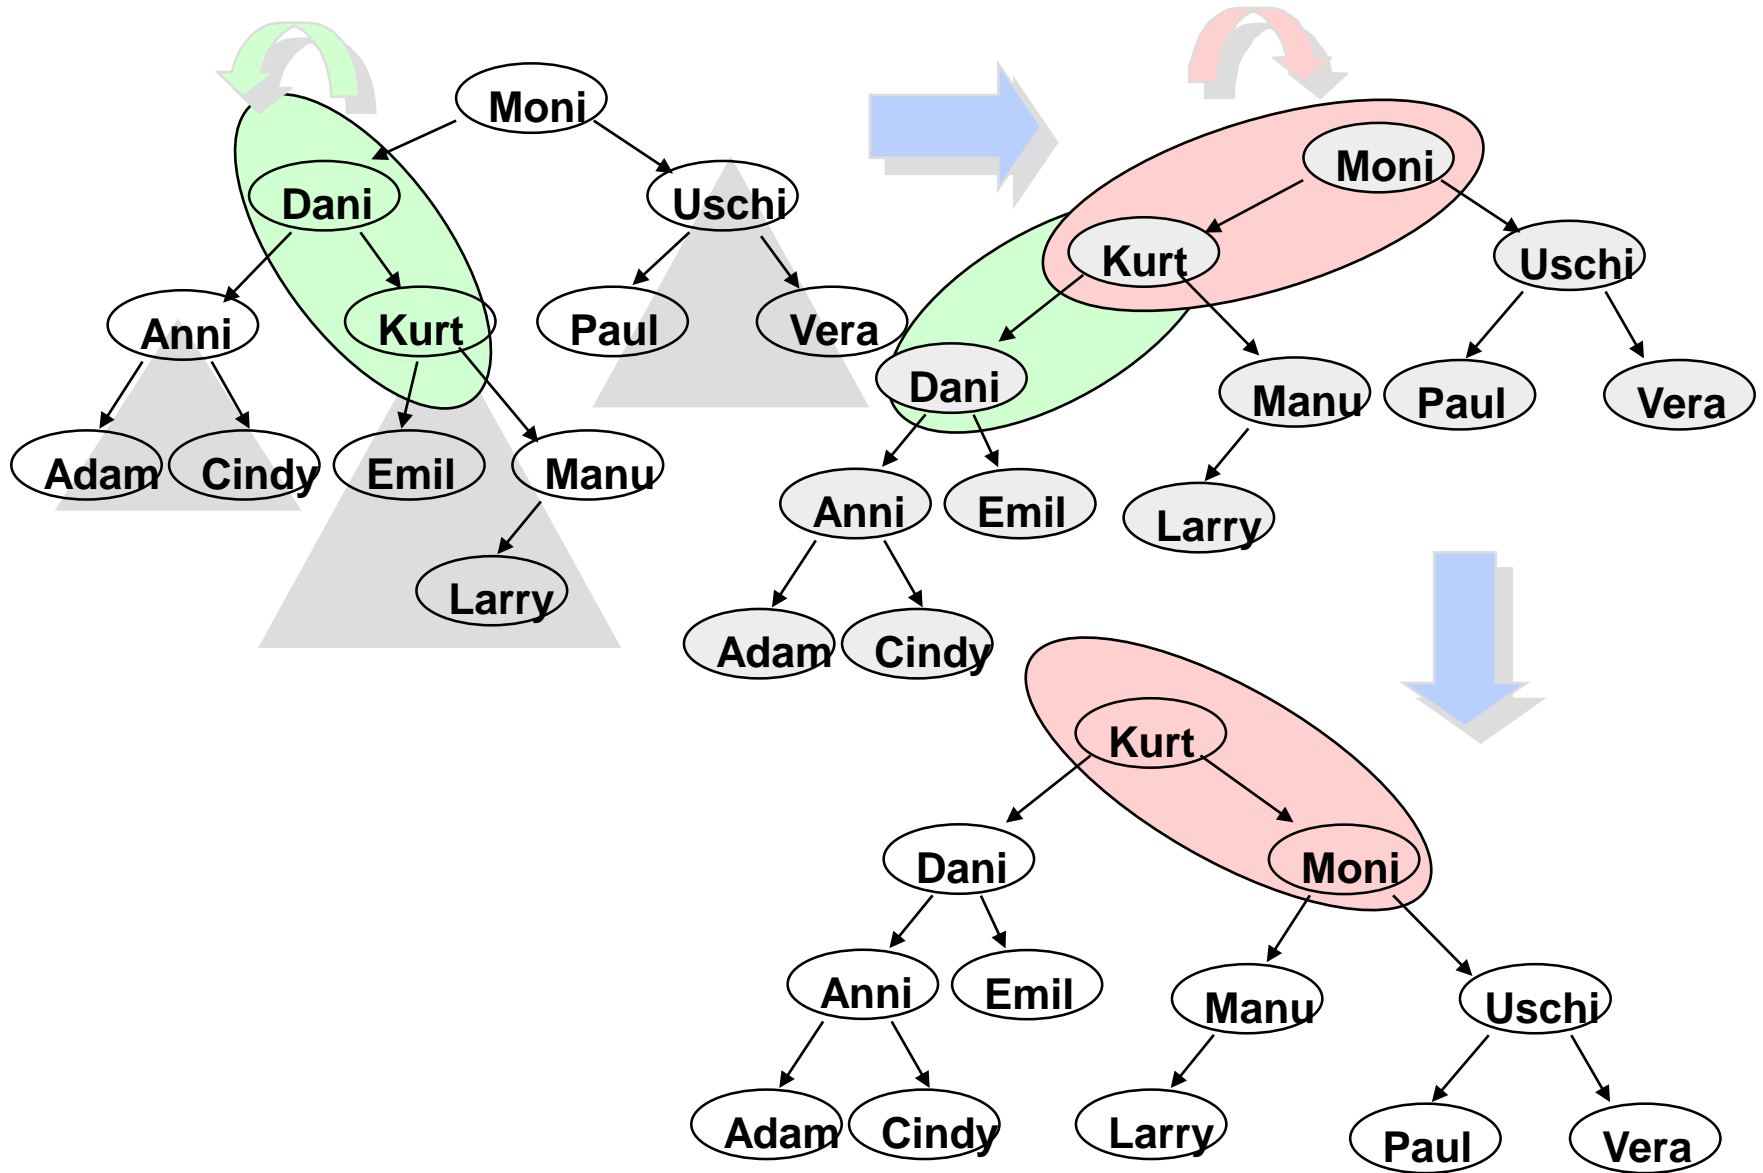 Moni
Dani
Uschi
Anni
Kurt
Paul
Vera
Adam
Cindy
Emil
Manu
Larry
Moni
Kurt
Uschi
Dani
Manu
Paul
Vera
Anni
Emil
Larry
Adam
Cindy
Kurt
Dani
Moni
Anni
Emil
Manu
Uschi
Adam
Cindy
Larry
Paul
Vera